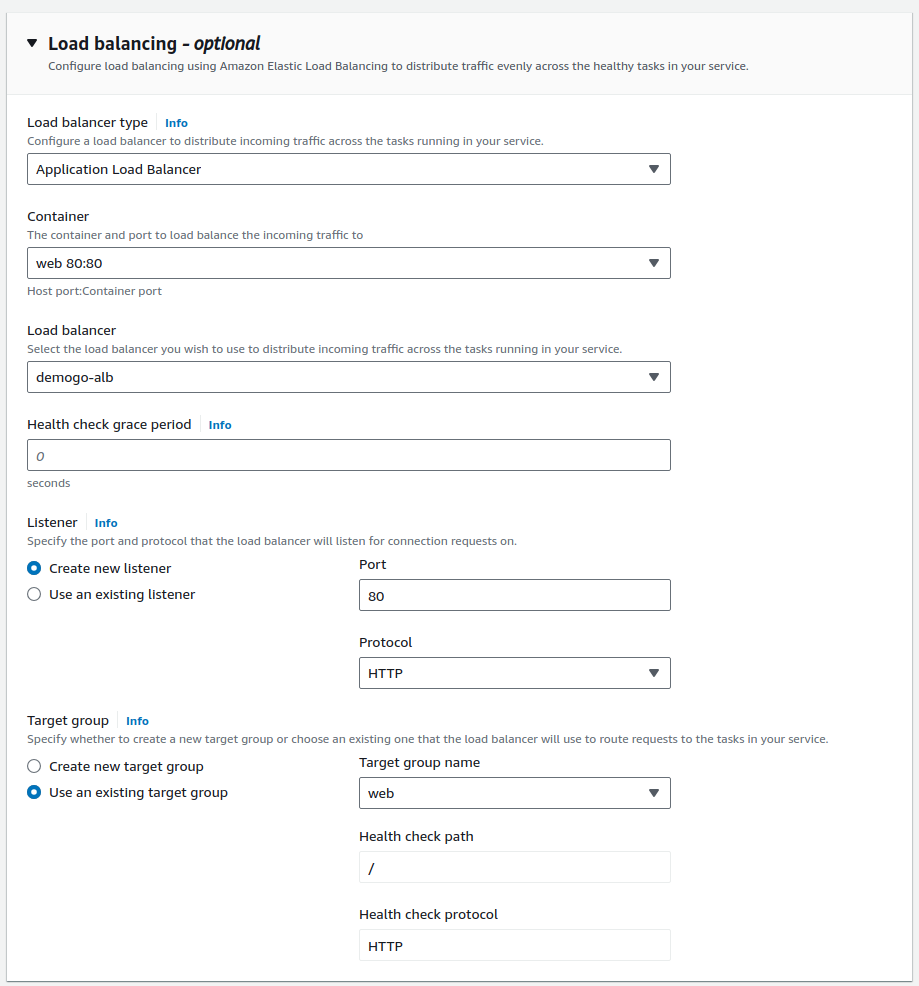 Load balancing - optional
Configure load balancing using Amazon Elastic Load Balancing to distribute traffic evenly across the healthy tasks in your service.
Load balancer type Info
Configure a load balancer to distribute incoming traffic across the tasks running in your service.
Application Load Balancer
Container
The container and port to load balance the incoming traffic to
web 80:80
Host port:Container port
Load balancer
Select the load balancer you wish to use to distribute incoming traffic across the tasks running in your service.
demogo-alb
Health check grace period Info
0
seconds
Listener Info
Specify the port and protocol that the load balancer will listen for connection requests on.
Create new listener
Use an existing listener
Port
80
Protocol
HTTP
Target group Info
Specify whether to create a new target group or choose an existing one that the load balancer will use to route requests to the tasks in your service.
Create new target group
Use an existing target group
Target group name
web
Health check path
/
Health check protocol
HTTP